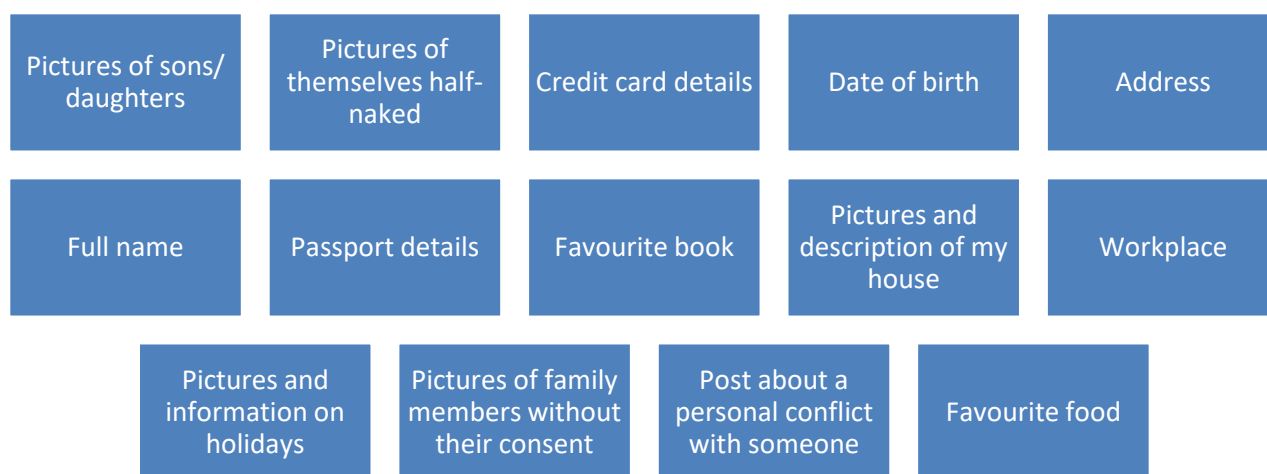 Pictures of sons/
daughters
Pictures of
themselves half-
naked
Credit card details
Date of birth
Address
Full name
Passport details
Favourite book
Pictures and
description of my
house
Workplace
Pictures and
information on
holidays
Pictures of family
members without
their consent
Post about a
personal conflict
with someone
Favourite food